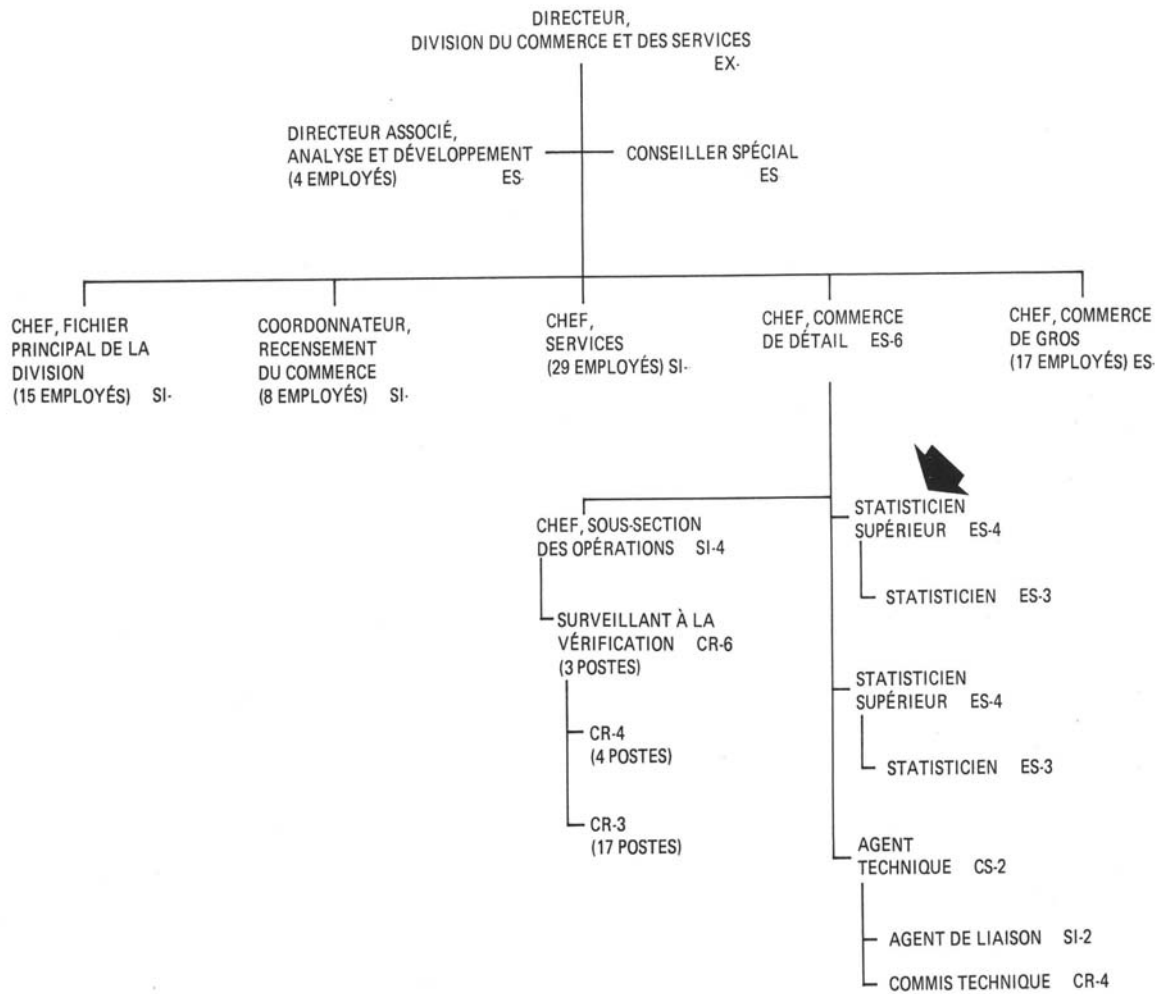 DIRECTEUR,
DIVISION DU COMMERCE ET DES SERVICES
EX-
DIRECTEUR ASSOCIÉ,
ANALYSE ET DÉVELOPPEMENT
(4 EMPLOYÉS) ES-
CONSEILLER SPÉCIAL
ES
CHEF, FICHIER
PRINCIPAL DE LA
DIVISION
(15 EMPLOYÉS) SI-
COORDONNATEUR,
RECENSEMENT
DU COMMERCE
(8 EMPLOYÉS) SI-
CHEF,
SERVICES
(29 EMPLOYÉS) SI-
CHEF, COMMERCE
DE DÉTAIL ES-6
CHEF, COMMERCE
DE GROS
(17 EMPLOYÉS) ES-
CHEF, SOUS-SECTION
DES OPÉRATIONS SI-4
SURVEILLANT À LA
VÉRIFICATION CR-6
(3 POSTES)
CR-4
(4 POSTES)
CR-3
(17 POSTES)
STATISTICIEN
SUPÉRIEUR ES-4
STATISTICIEN ES-3
STATISTICIEN
SUPÉRIEUR ES-4
STATISTICIEN ES-3
AGENT
TECHNIQUE CS-2
AGENT DE LIAISON SI-2
COMMIS TECHNIQUE CR-4